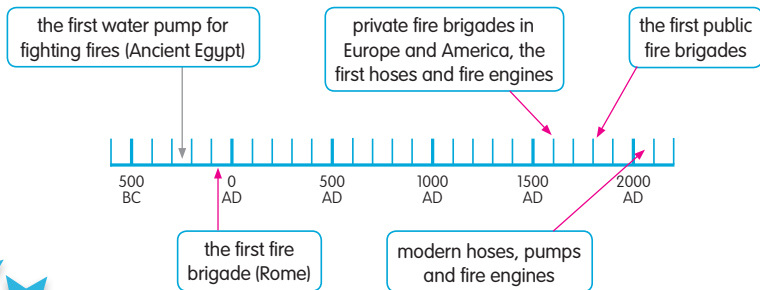 the first water pump for
fighting fires (Ancient Egypt)
private fire brigades in
Europe and America, the
first hoses and fire engines
the first public
fire brigades
500
BC
0
AD
500
AD
1000
AD
1500
AD
2000
AD
the first fire
brigade (Rome)
modern hoses, pumps
and fire engines